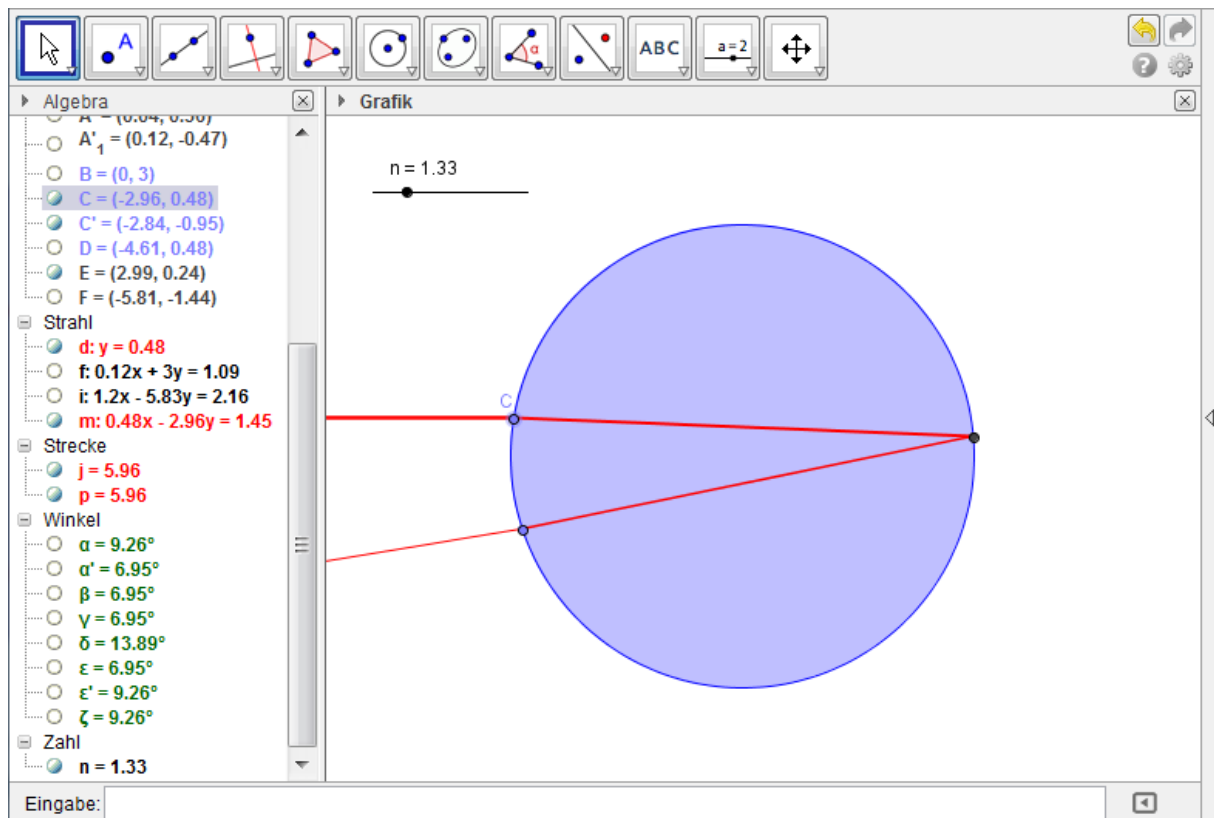 A
α
ABC
a=2
Algebra
Grafik
A'₁ = (0.12, -0.47)
B = (0, 3)
C = (-2.96, 0.48)
C' = (-2.84, -0.95)
D = (-4.61, 0.48)
E = (2.99, 0.24)
F = (-5.81, -1.44)
Strahl
d: y = 0.48
f: 0.12x + 3y = 1.09
i: 1.2x - 5.83y = 2.16
m: 0.48x - 2.96y = 1.45
Strecke
j = 5.96
p = 5.96
Winkel
α = 9.26°
α' = 6.95°
β = 6.95°
γ = 6.95°
δ = 13.89°
ε = 6.95°
ε' = 9.26°
ζ = 9.26°
Zahl
n = 1.33
n = 1.33
C
Eingabe: